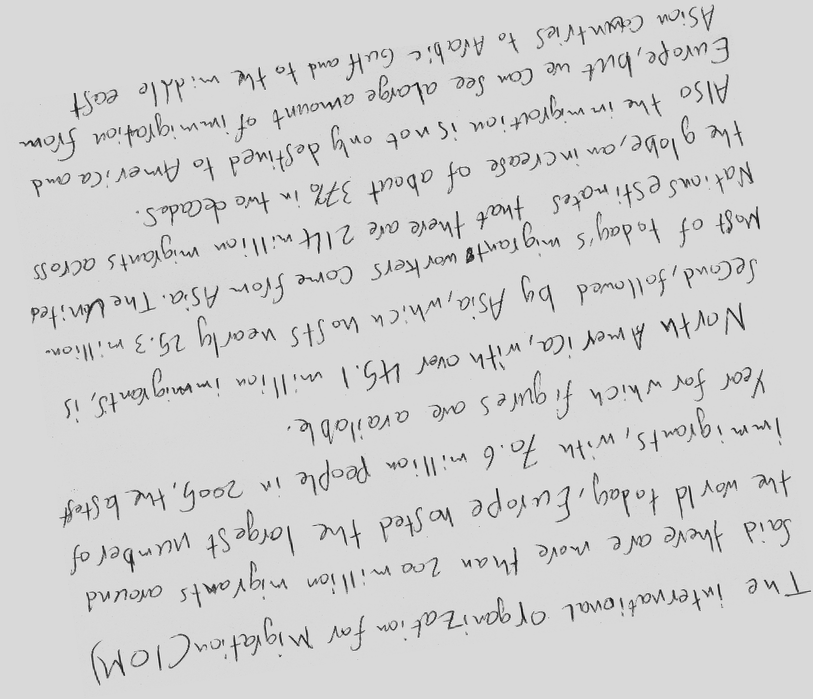 The international organization for Migration (IOM)
Said there are more than 200 million migrants around
the world today, Europe hosted the largest number of
immigrants, with 70.6 million people in 2005, the lastest
Year for which figures are available.
North America, with over 45.1 million immigrants, is
second, followed by Asia, which hosts nearly 25.3 million.
Most of today's migrants workers come from Asia. The Unites
Nations estimates that there are 214 million migrants across
the globe, an increase of about 37% in two decades.
Also the immigration is not only destined to America and
Europe, but we can see alarge amount of immigration from
Asian countries to Arabic Gulf and to the middle east